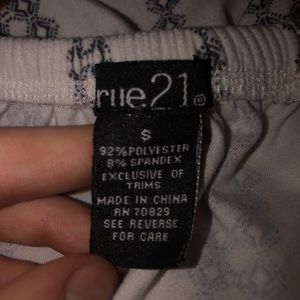 rue21®
S
92% POLYESTER
8% SPANDEX
EXCLUSIVE OF
TRIMS
MADE IN CHINA
RN 70829
SEE REVERSE
FOR CARE